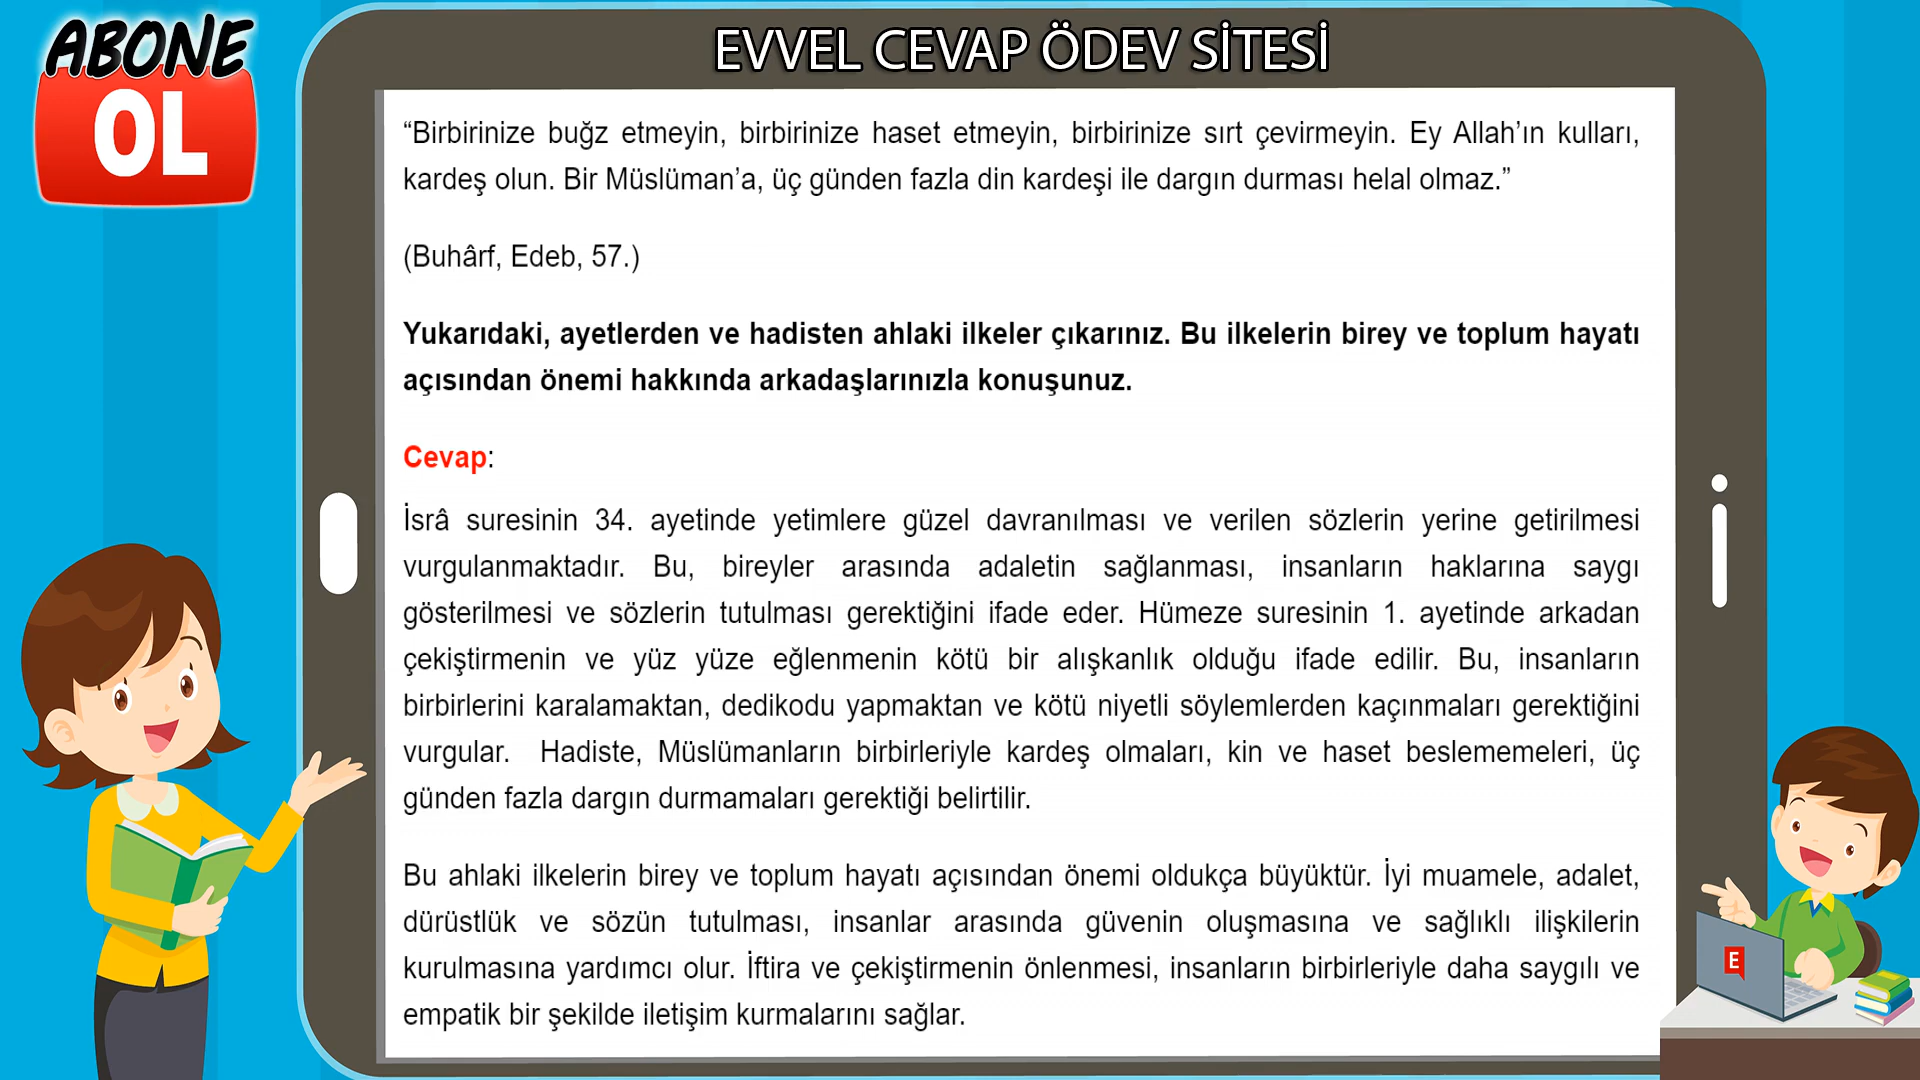 ABONE
OL
EVVEL CEVAP ÖDEV SİTESİ
“Birbirinize buğz etmeyin, birbirinize haset etmeyin, birbirinize sırt çevirmeyin. Ey Allah’ın kulları,
kardeş olun. Bir Müslüman’a, üç günden fazla din kardeşi ile dargın durması helal olmaz.”
(Buhârf, Edeb, 57.)
Yukarıdaki, ayetlerden ve hadisten ahlaki ilkeler çıkarınız. Bu ilkelerin birey ve toplum hayatı
açısından önemi hakkında arkadaşlarınızla konuşunuz.
Cevap:
İsrâ suresinin 34. ayetinde yetimlere güzel davranılması ve verilen sözlerin yerine getirilmesi
vurgulanmaktadır. Bu, bireyler arasında adaletin sağlanması, insanların haklarına saygı
gösterilmesi ve sözlerin tutulması gerektiğini ifade eder. Hümeze suresinin 1. ayetinde arkadan
çekiştirmenin ve yüz yüze eğlenmenin kötü bir alışkanlık olduğu ifade edilir. Bu, insanların
birbirlerini karalamaktan, dedikodu yapmaktan ve kötü niyetli söylemlerden kaçınmaları gerektiğini
vurgular. Hadiste, Müslümanların birbirleriyle kardeş olmaları, kin ve haset beslememeleri, üç
günden fazla dargın durmamaları gerektiği belirtilir.
Bu ahlaki ilkelerin birey ve toplum hayatı açısından önemi oldukça büyüktür. İyi muamele, adalet,
dürüstlük ve sözün tutulması, insanlar arasında güvenin oluşmasına ve sağlıklı ilişkilerin
kurulmasına yardımcı olur. İftira ve çekiştirmenin önlenmesi, insanların birbirleriyle daha saygılı ve
empatik bir şekilde iletişim kurmalarını sağlar.
E